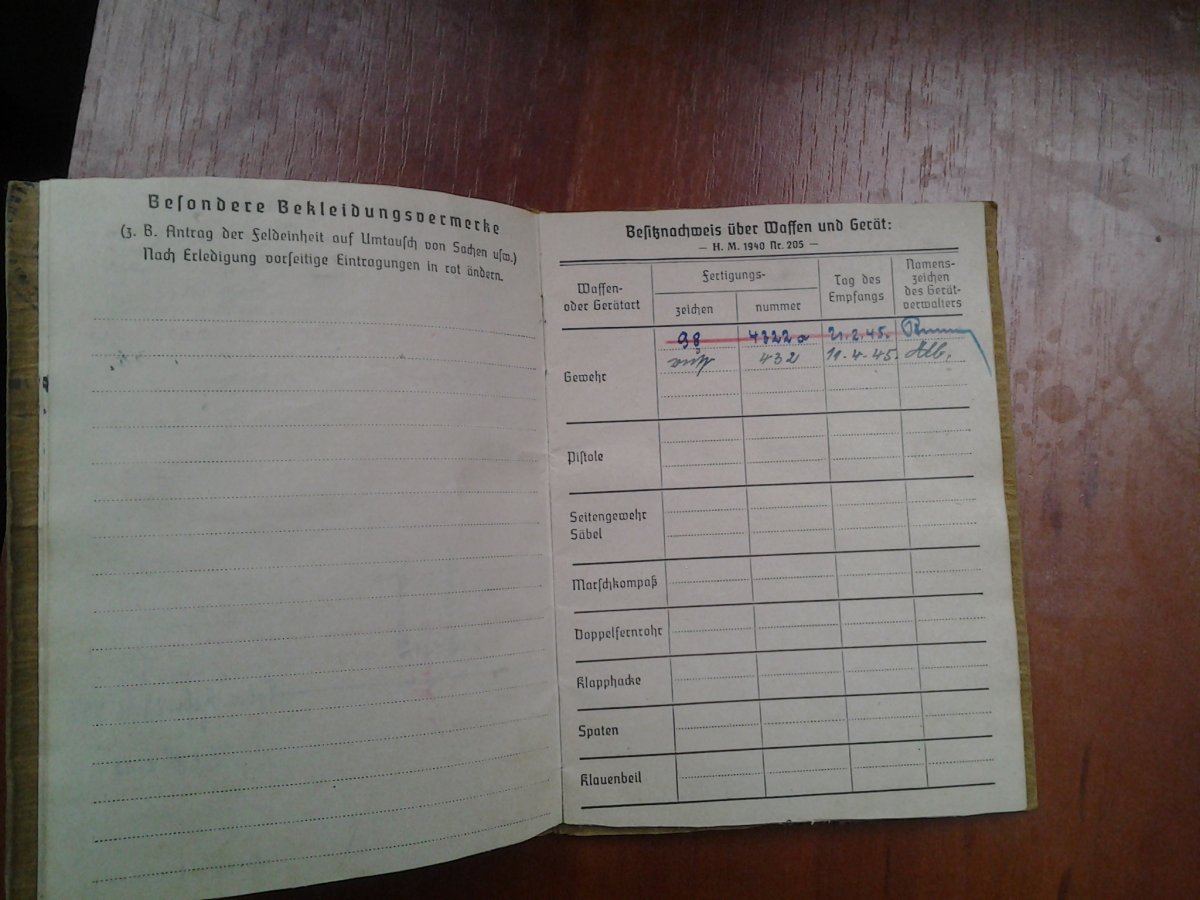 Besondere Bekleidungsvermerke
(z. B. Antrag der Feldeinheit auf Umtausch von Sachen usw.)
Nach Erledigung vorseitige Eintragungen in rot ändern.
Besitznachweis über Waffen und Gerät:
— H. M. 1940 Nr. 205 —
Waffen-
oder Gerätart
Fertigungs-
zeichen
nummer
Tag des
Empfangs
Namens-
zeichen
des Gerät-
verwalters
Gewehr
98 4322 a 21.2.45.
432 11.4.45.
Pistole
Seitengewehr
Säbel
Marschkompaß
Doppelfernrohr
Klapphacke
Spaten
Klauenbeil